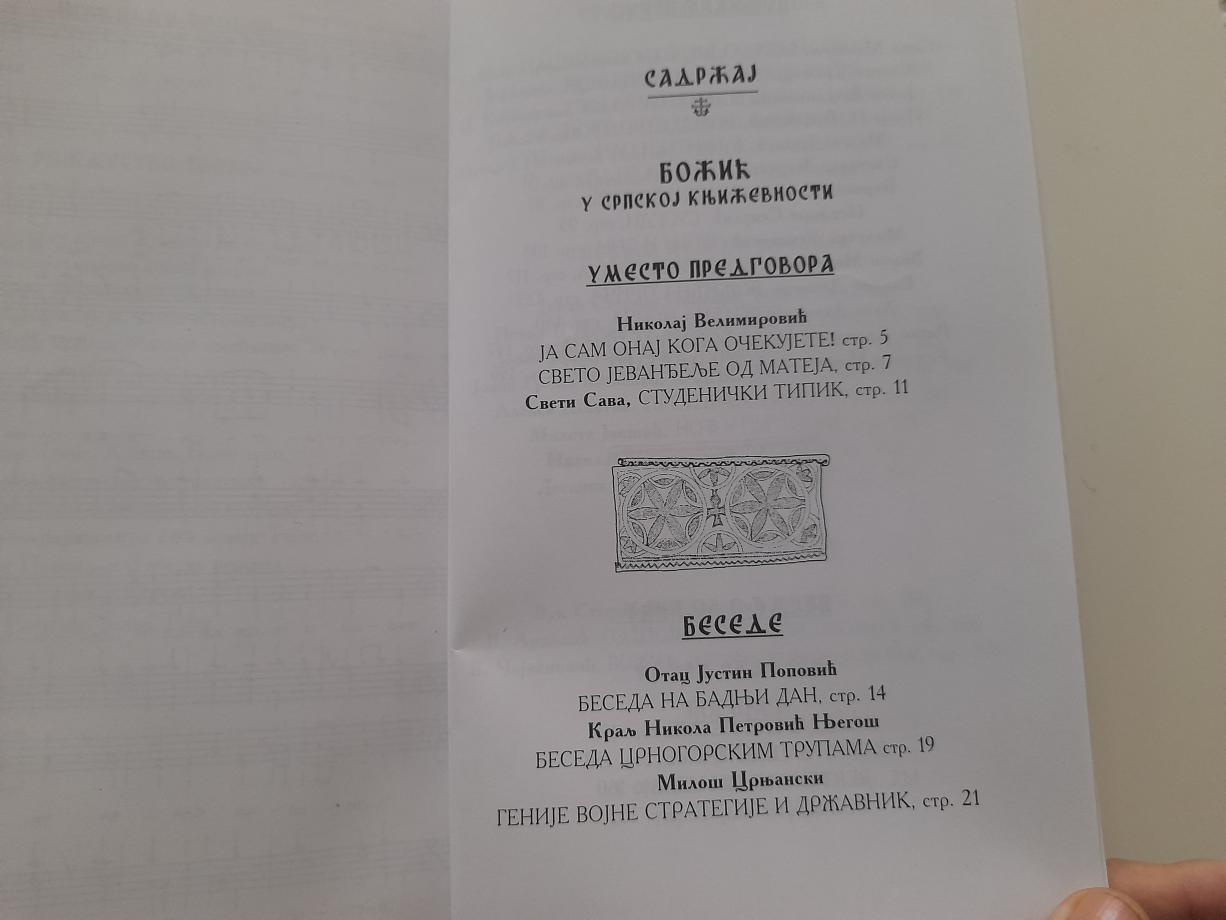 САДРЖАЈ
БОЖИЋ
У СРПСКОЈ КЊИЖЕВНОСТИ
УМЕСТО ПРЕДГОВОРА
Николај Велимировић
ЈА САМ ОНАЈ КОГА ОЧЕКУЈЕТЕ! стр. 5
СВЕТО ЈЕВАНЂЕЉЕ ОД МАТЕЈА, стр. 7
Свети Сава, СТУДЕНИЧКИ ТИПИК, стр. 11
БЕСЕДЕ
Отац Јустин Поповић
БЕСЕДА НА БАДЊИ ДАН, стр. 14
Краљ Никола Петровић Његош
БЕСЕДА ЦРНОГОРСКИМ ТРУПАМА стр. 19
Милош Црњански
ГЕНИЈЕ ВОЈНЕ СТРАТЕГИЈЕ И ДРЖАВНИК, стр. 21